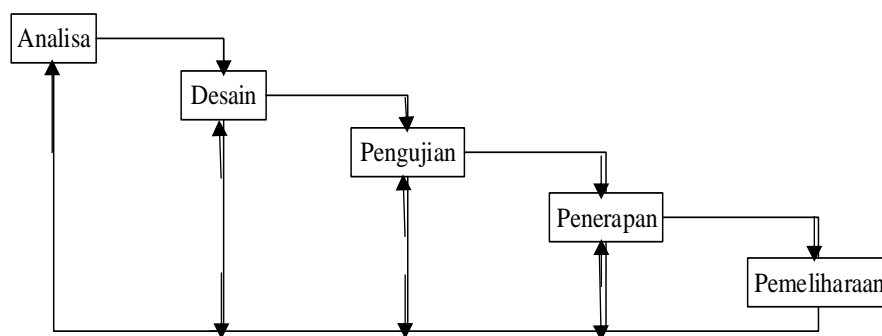 Analisa
Desain
Pengujian
Penerapan
Pemeliharaan